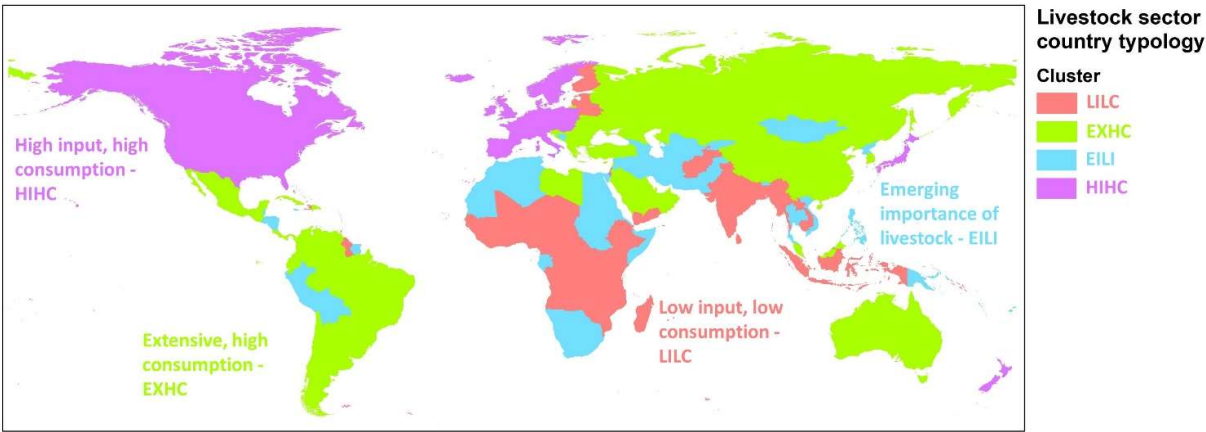 Livestock sector
country typology
Cluster
LILC
EXHC
EILI
HIHC
High input, high
consumption -
HIHC
Emerging
importance of
livestock - EILI
Extensive, high
consumption -
EXHC
Low input, low
consumption -
LILC